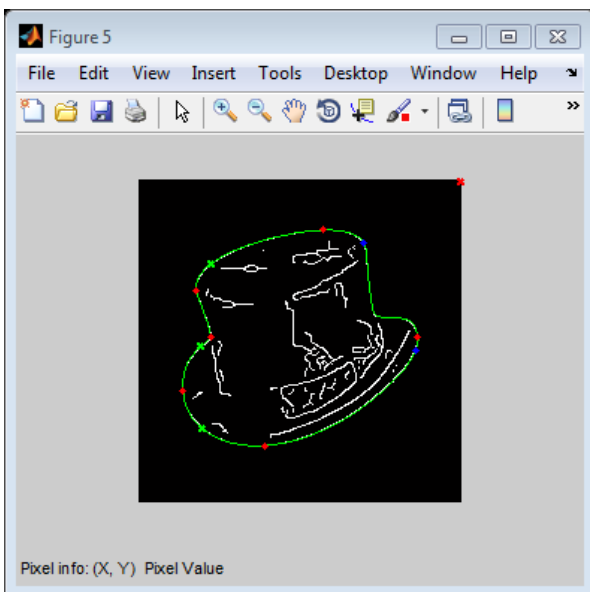 Figure 5
File Edit View Insert Tools Desktop Window Help
Pixel info: (X, Y) Pixel Value